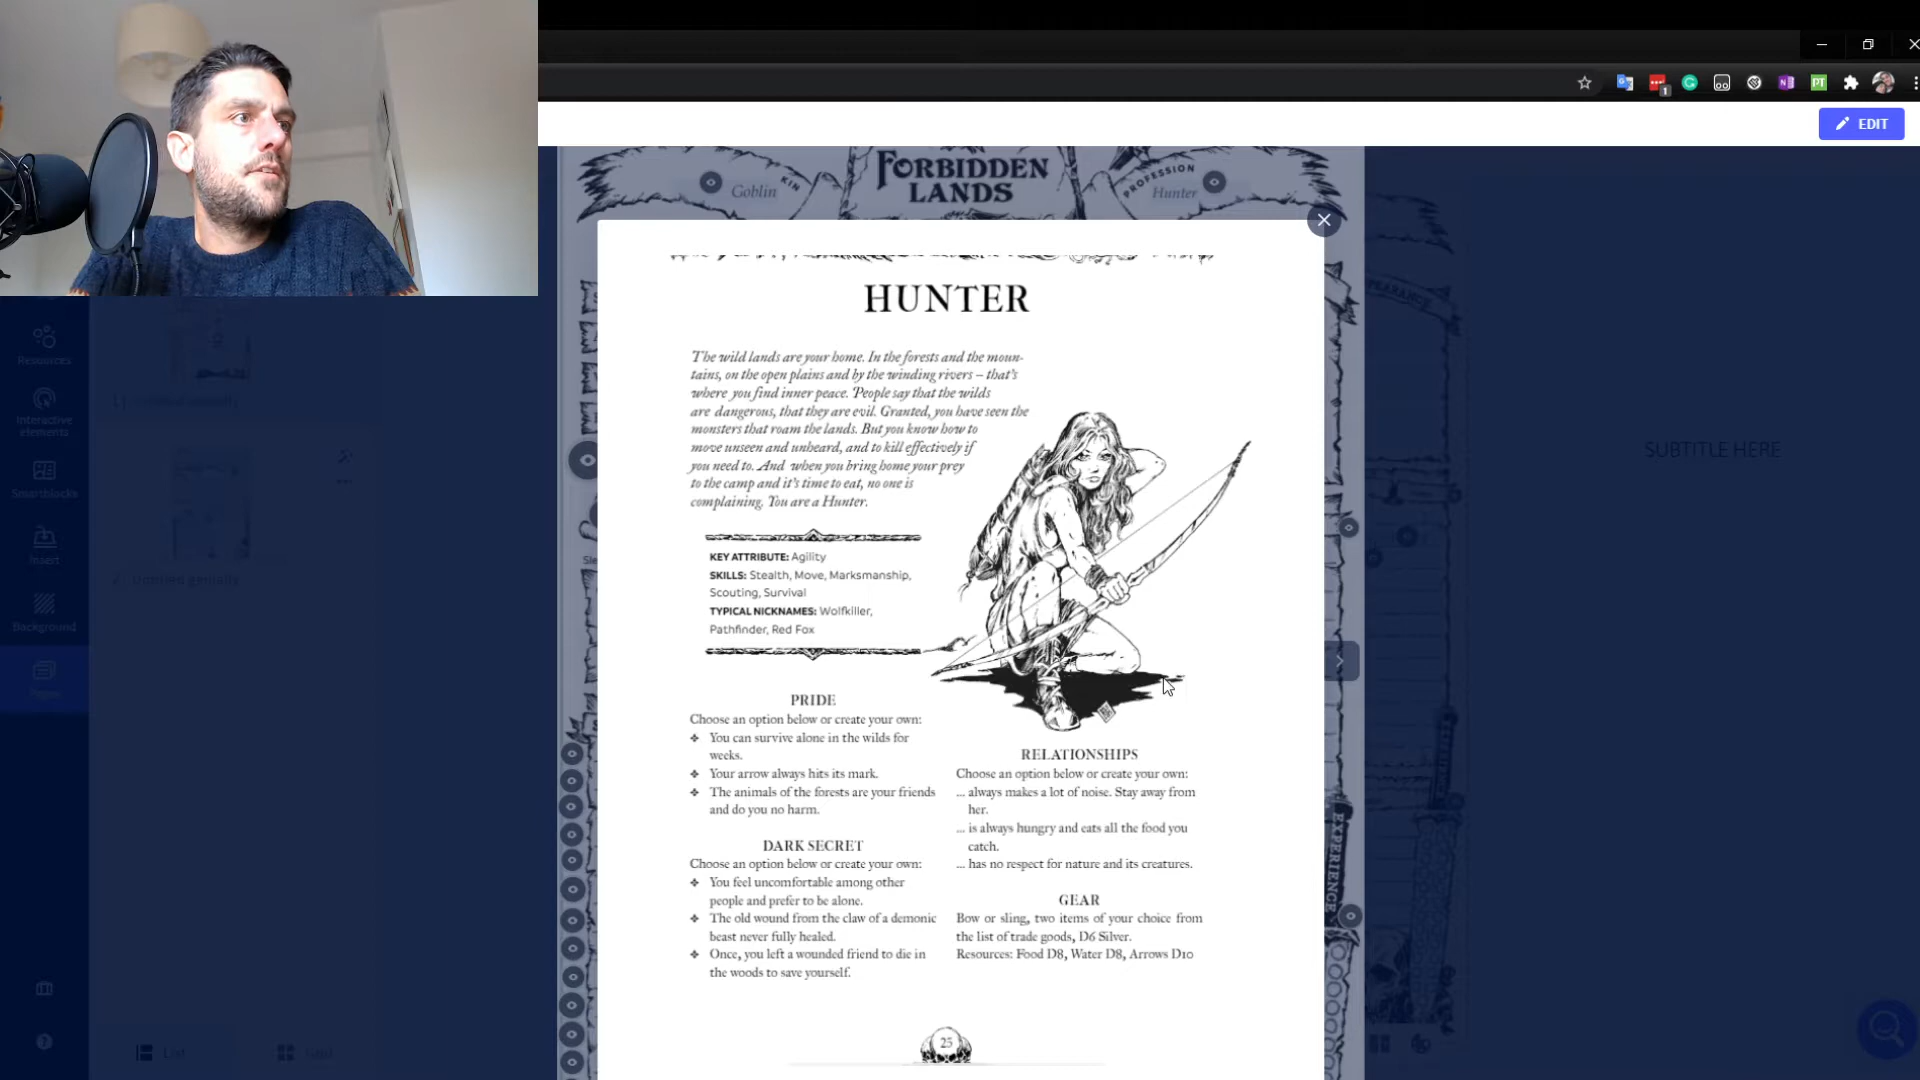 EDIT
FORBIDDEN
LANDS
KIN
Goblin
PROFESSION
Hunter
HUNTER
The wild lands are your home. In the forests and the moun-
tains, on the open plains and by the winding rivers – that's
where you find inner peace. People say that the wilds
are dangerous, that they are evil. Granted, you have seen the
monsters that roam the lands. But you know how to
move unseen and unheard, and to kill effectively if
you need to. And when you bring home your prey
to the camp and it's time to eat, no one is
complaining. You are a Hunter.
KEY ATTRIBUTE: Agility
SKILLS: Stealth, Move, Marksmanship,
Scouting, Survival
TYPICAL NICKNAMES: Wolfkiller,
Pathfinder, Red Fox
PRIDE
Choose an option below or create your own:
❖ You can survive alone in the wilds for
weeks.
❖ Your arrow always hits its mark.
❖ The animals of the forests are your friends
and do you no harm.
DARK SECRET
Choose an option below or create your own:
❖ You feel uncomfortable among other
people and prefer to be alone.
❖ The old wound from the claw of a demonic
beast never fully healed.
❖ Once, you left a wounded friend to die in
the woods to save yourself.
RELATIONSHIPS
Choose an option below or create your own:
... always makes a lot of noise. Stay away from
her.
... is always hungry and eats all the food you
catch.
... has no respect for nature and its creatures.
GEAR
Bow or sling, two items of your choice from
the list of trade goods, D6 Silver.
Resources: Food D8, Water D8, Arrows D10
25
Resources
Interactive
elements
Smartblocks
Insert
Background
Pages
Untitled genially
List
Grid
SUBTITLE HERE
EXPERIENCE